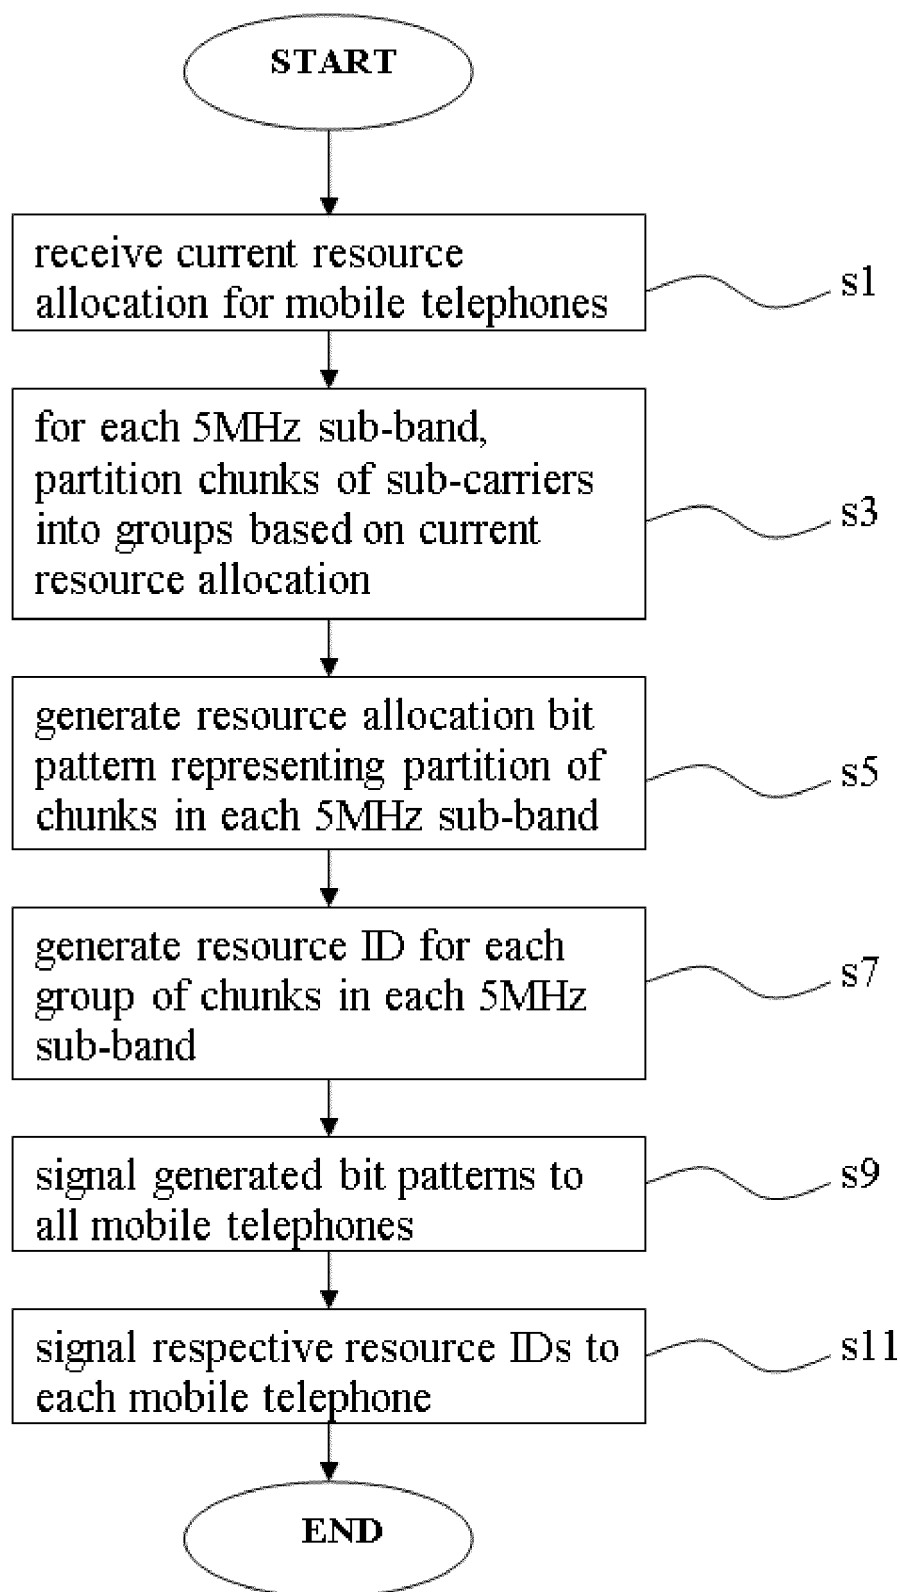 START
receive current resource
allocation for mobile telephones
s1
for each 5MHz sub-band,
partition chunks of sub-carriers
into groups based on current
resource allocation
s3
generate resource allocation bit
pattern representing partition of
chunks in each 5MHz sub-band
s5
generate resource ID for each
group of chunks in each 5MHz
sub-band
s7
signal generated bit patterns to
all mobile telephones
s9
signal respective resource IDs to
each mobile telephone
s11
END